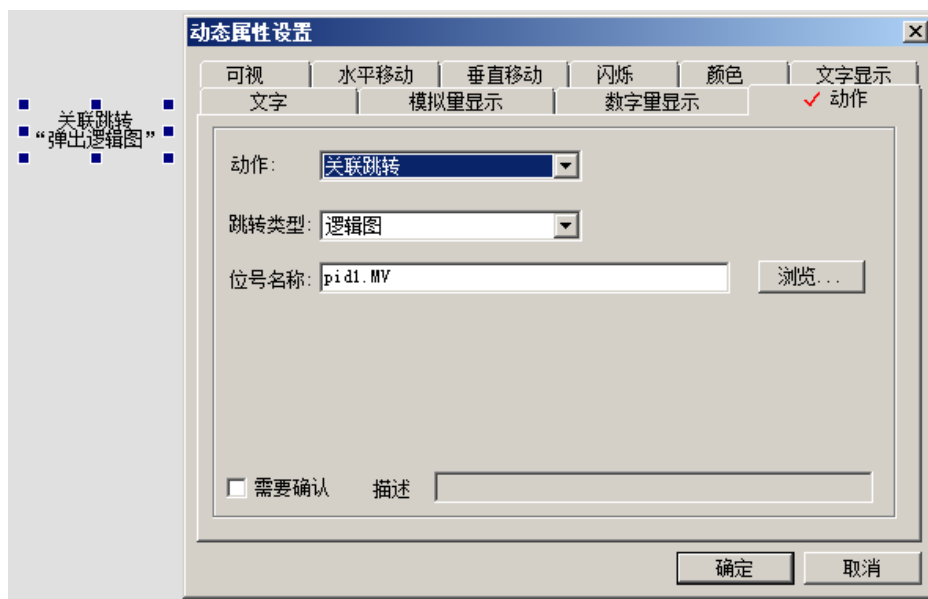 动态属性设置
可视 水平移动 垂直移动 闪烁 颜色 文字显示
文字 模拟量显示 数字量显示 动作
关联跳转
“弹出逻辑图”
动作: 关联跳转
跳转类型: 逻辑图
位号名称: pid1.MV 浏览...
需要确认 描述
确定 取消